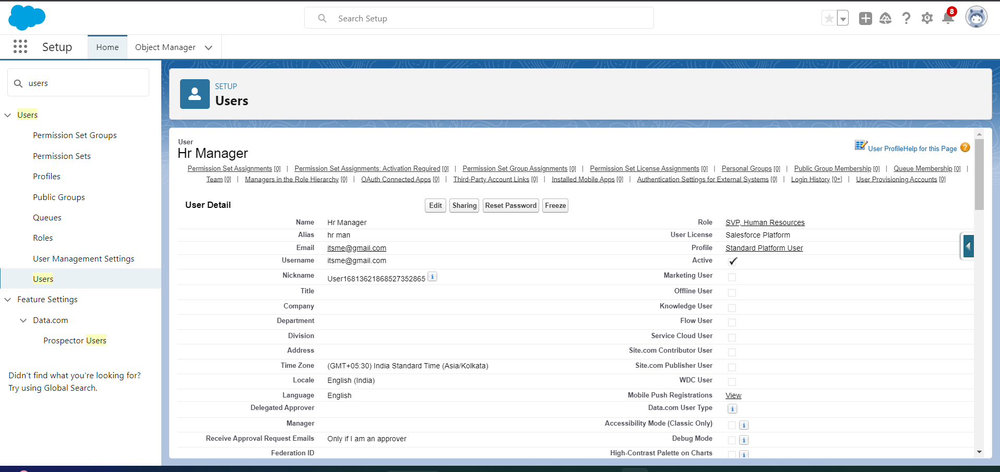 Search Setup
8
Setup
Home
Object Manager
users
Users
Permission Set Groups
Permission Sets
Profiles
Public Groups
Queues
Roles
User Management Settings
Users
Feature Settings
Data.com
Prospector Users
Didn't find what you're looking for?
Try using Global Search.
SETUP
Users
User
Hr Manager
User Profile Help for this Page ?
Permission Set Assignments [0] | Permission Set Assignments: Activation Required [0] | Permission Set Group Assignments [0] | Permission Set License Assignments [0] | Personal Groups [0] | Public Group Membership [0] | Queue Membership [0] |
Team [0] | Managers in the Role Hierarchy [0] | OAuth Connected Apps [0] | Third-Party Account Links [0] | Installed Mobile Apps [0] | Authentication Settings for External Systems [0] | Login History [0+] | User Provisioning Accounts [0]
User Detail Edit Sharing Reset Password Freeze
Name Hr Manager Role SVP, Human Resources
Alias hr man User License Salesforce Platform
Email itsme@gmail.com Profile Standard Platform User
Username itsme@gmail.com Active
Nickname User16813621868527352865 i Marketing User
Title Offline User
Company Knowledge User
Department Flow User
Division Service Cloud User
Address Site.com Contributor User
Time Zone (GMT+05:30) India Standard Time (Asia/Kolkata) Site.com Publisher User
Locale English (India) WDC User
Language English Mobile Push Registrations View
Delegated Approver Data.com User Type i
Manager Accessibility Mode (Classic Only) i
Receive Approval Request Emails Only if I am an approver Debug Mode i
Federation ID High-Contrast Palette on Charts i